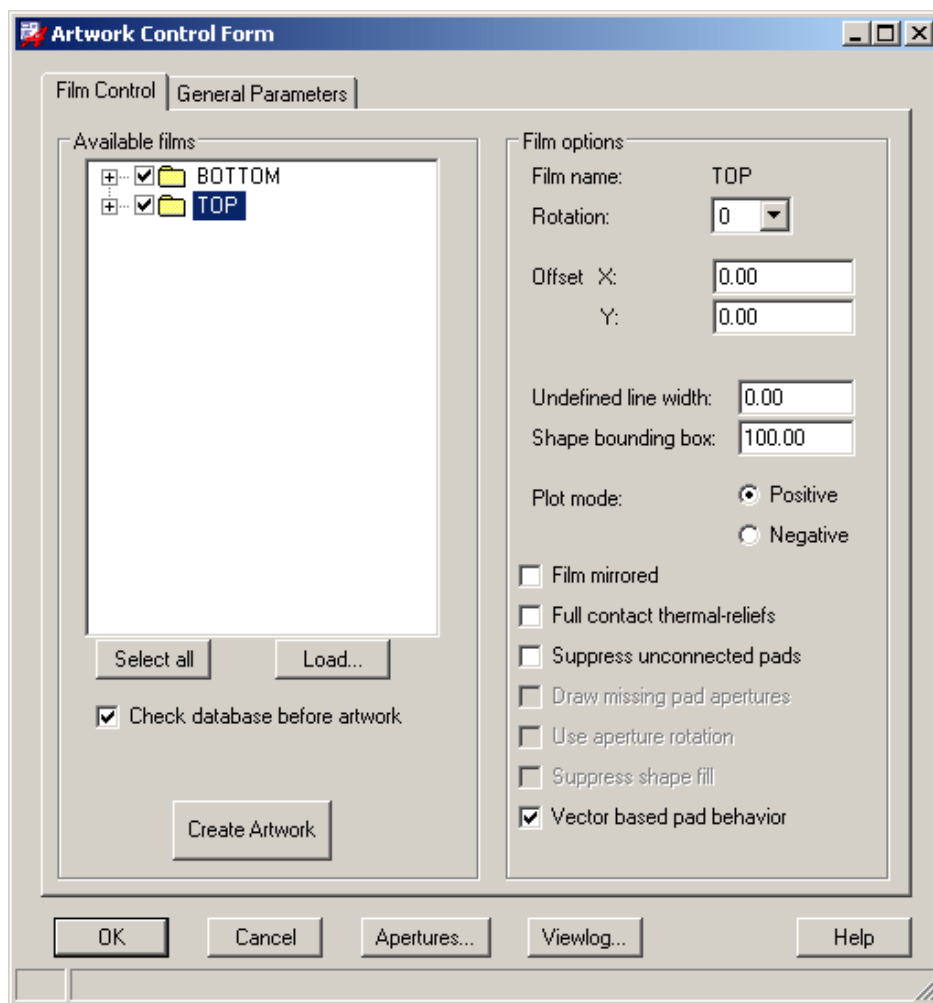 Artwork Control Form
Film Control
General Parameters
Available films
BOTTOM
TOP
Select all
Load...
Check database before artwork
Create Artwork
Film options
Film name: TOP
Rotation: 0
Offset X: 0.00
Y: 0.00
Undefined line width: 0.00
Shape bounding box: 100.00
Plot mode: Positive
Negative
Film mirrored
Full contact thermal-reliefs
Suppress unconnected pads
Draw missing pad apertures
Use aperture rotation
Suppress shape fill
Vector based pad behavior
OK
Cancel
Apertures...
Viewlog...
Help